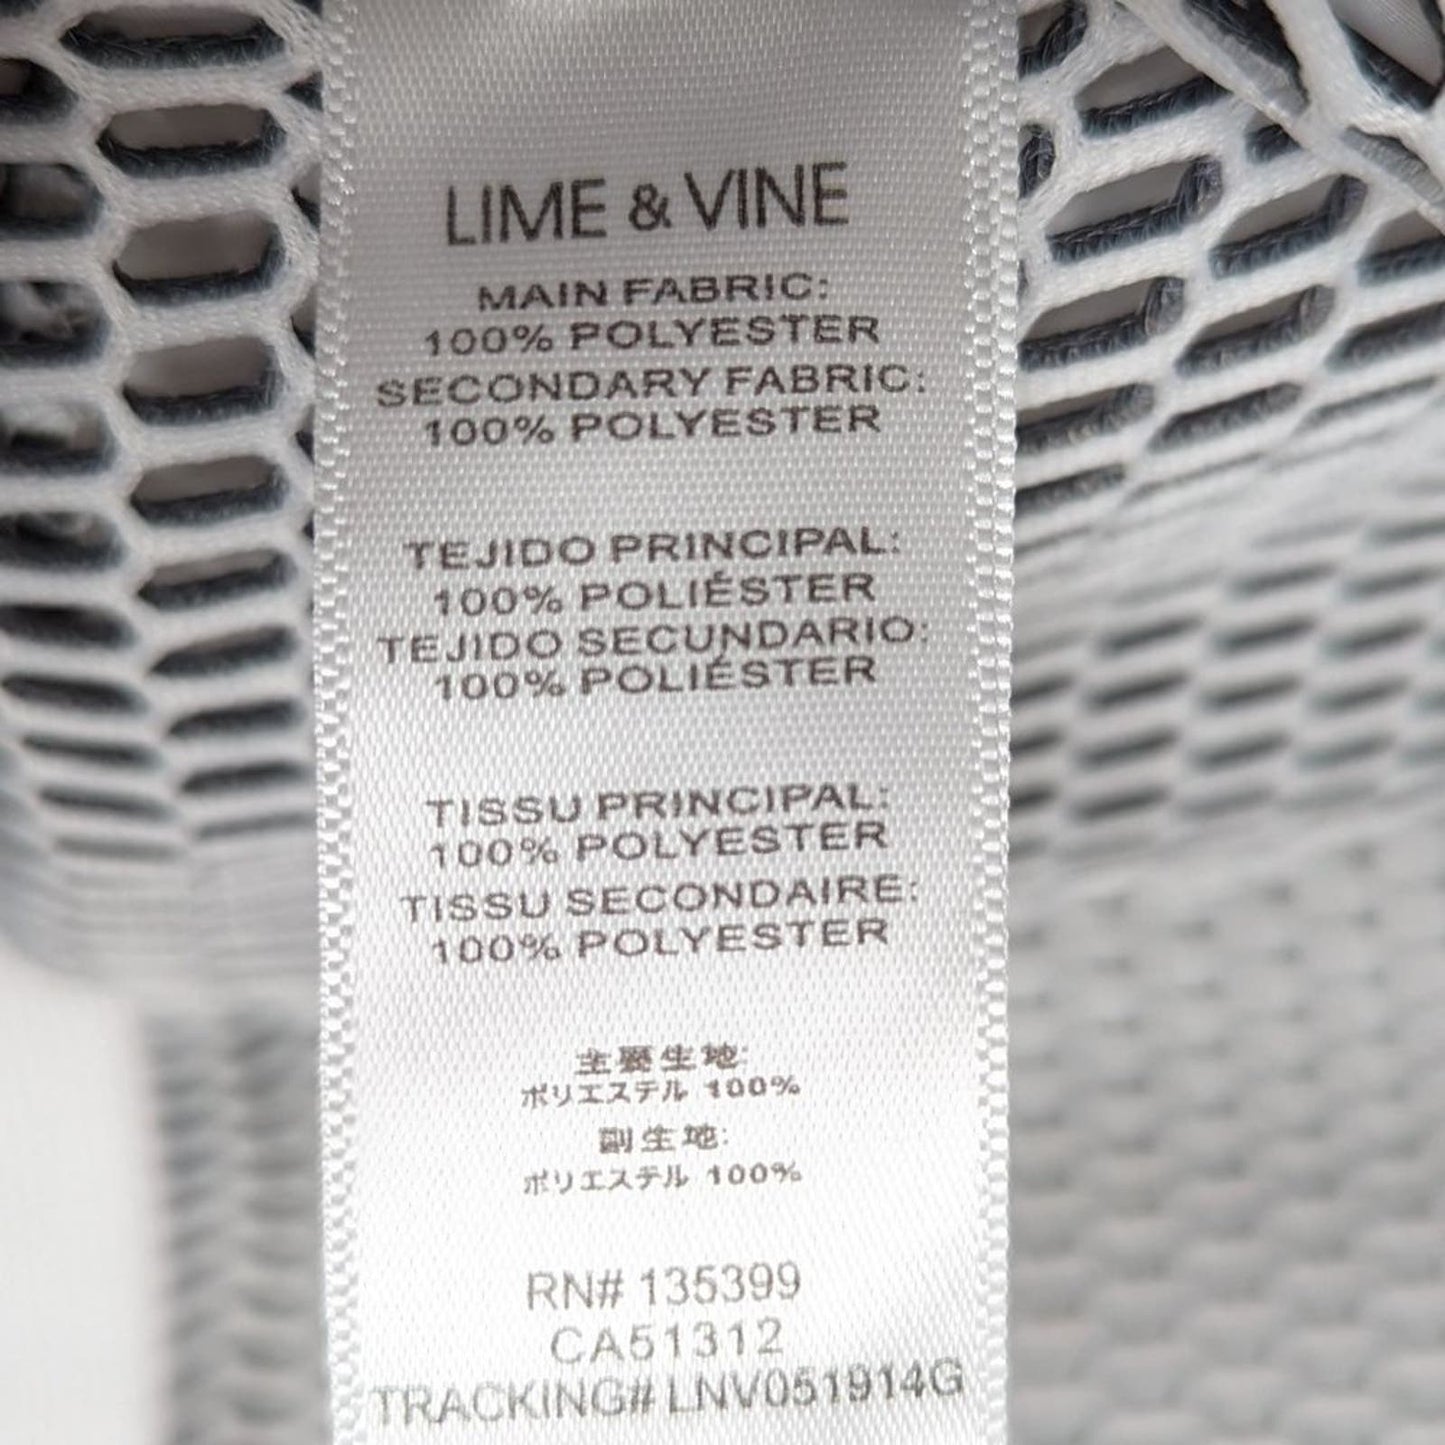 LIME & VINE
MAIN FABRIC:
100% POLYESTER
SECONDARY FABRIC:
100% POLYESTER
TEJIDO PRINCIPAL:
100% POLIÉSTER
TEJIDO SECUNDARIO:
100% POLIÉSTER
TISSU PRINCIPAL:
100% POLYESTER
TISSU SECONDAIRE:
100% POLYESTER
主要生地:
ポリエステル 100%
副生地:
ポリエステル 100%
RN# 135399
CA51312
TRACKING# LNV051914G